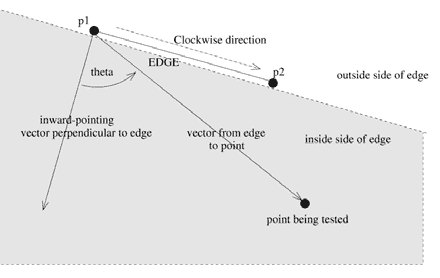 p1
Clockwise direction
EDGE
p2
outside side of edge
theta
inward-pointing
vector perpendicular to edge
vector from edge
to point
inside side of edge
point being tested